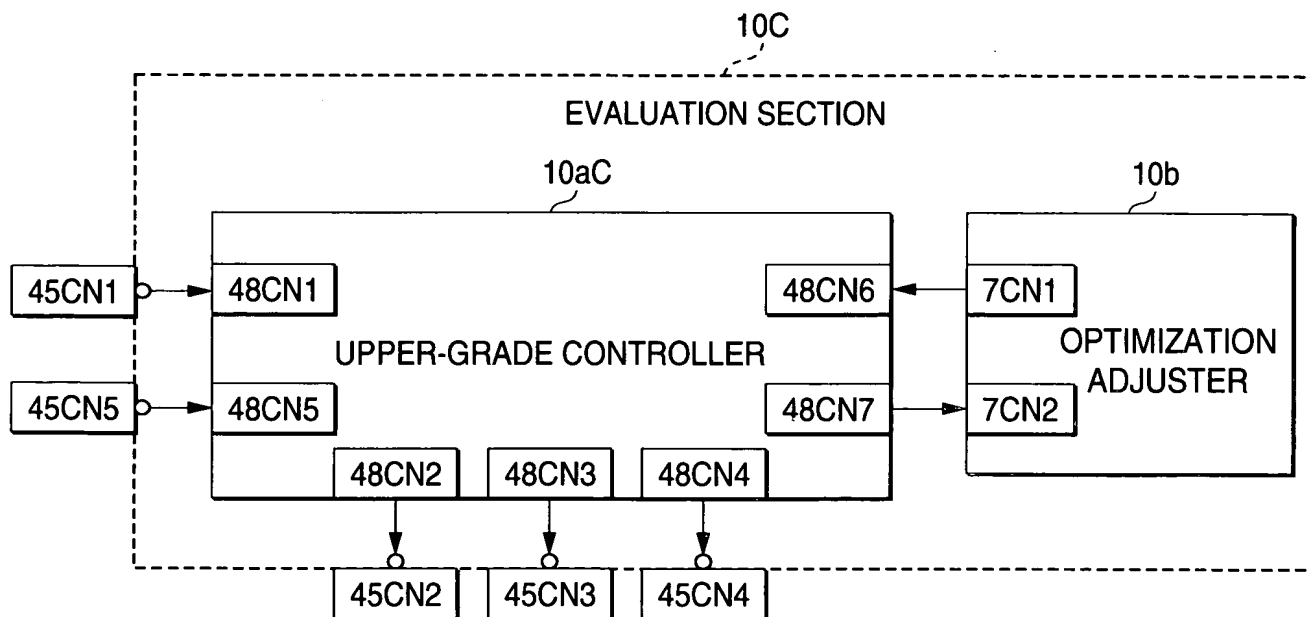 10C
EVALUATION SECTION
10aC
10b
45CN1
48CN1
48CN6
7CN1
UPPER-GRADE CONTROLLER
OPTIMIZATION
ADJUSTER
45CN5
48CN5
48CN7
7CN2
48CN2
48CN3
48CN4
45CN2
45CN3
45CN4